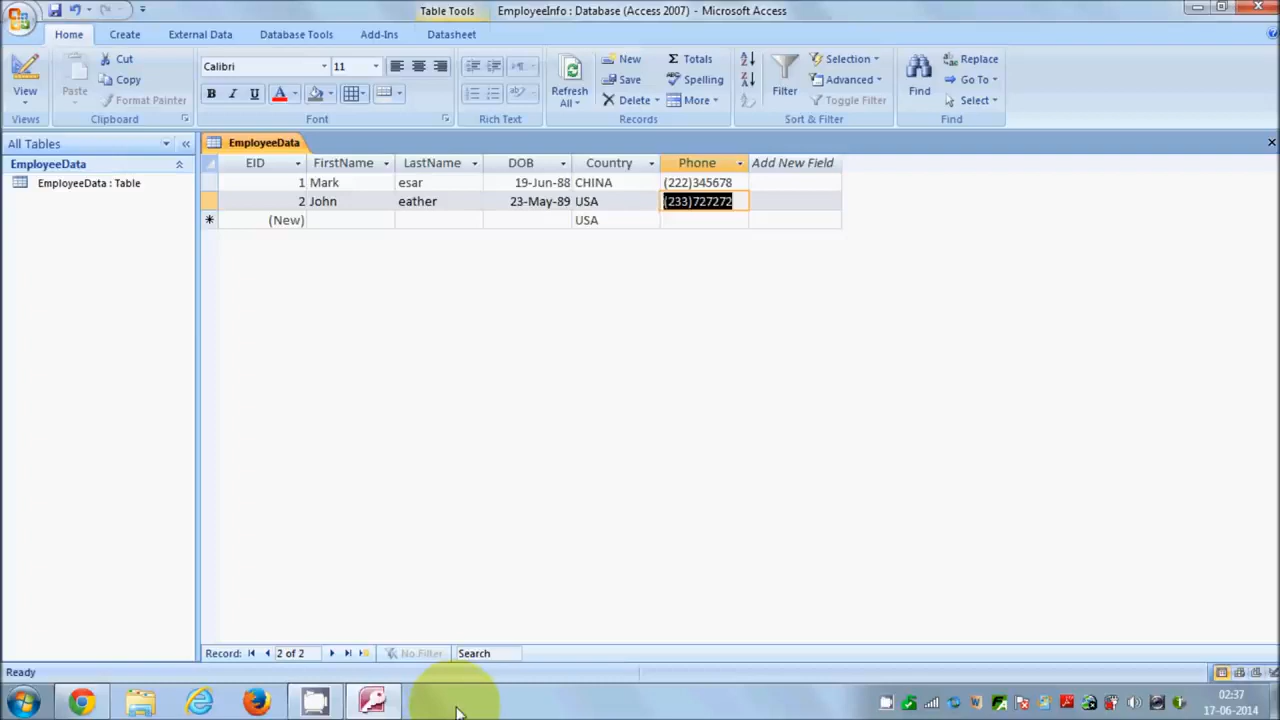 Table Tools EmployeeInfo : Database (Access 2007) - Microsoft Access
Home Create External Data Database Tools Add-Ins Datasheet
View
Views
Paste
Cut
Copy
Format Painter
Clipboard
Calibri 11
B I U A
Font
Rich Text
Refresh
All
New
Save
Delete
Totals
Spelling
More
Records
Filter
Selection
Advanced
Toggle Filter
Sort & Filter
Find
Replace
Go To
Select
Find
All Tables
EmployeeData
EmployeeData : Table
EmployeeData
EID FirstName LastName DOB Country Phone Add New Field
1 Mark esar 19-Jun-88 CHINA (222)345678
2 John eather 23-May-89 USA (233)727272
* (New) USA
Record: 2 of 2 No Filter Search
Ready
02:37
17-06-2014